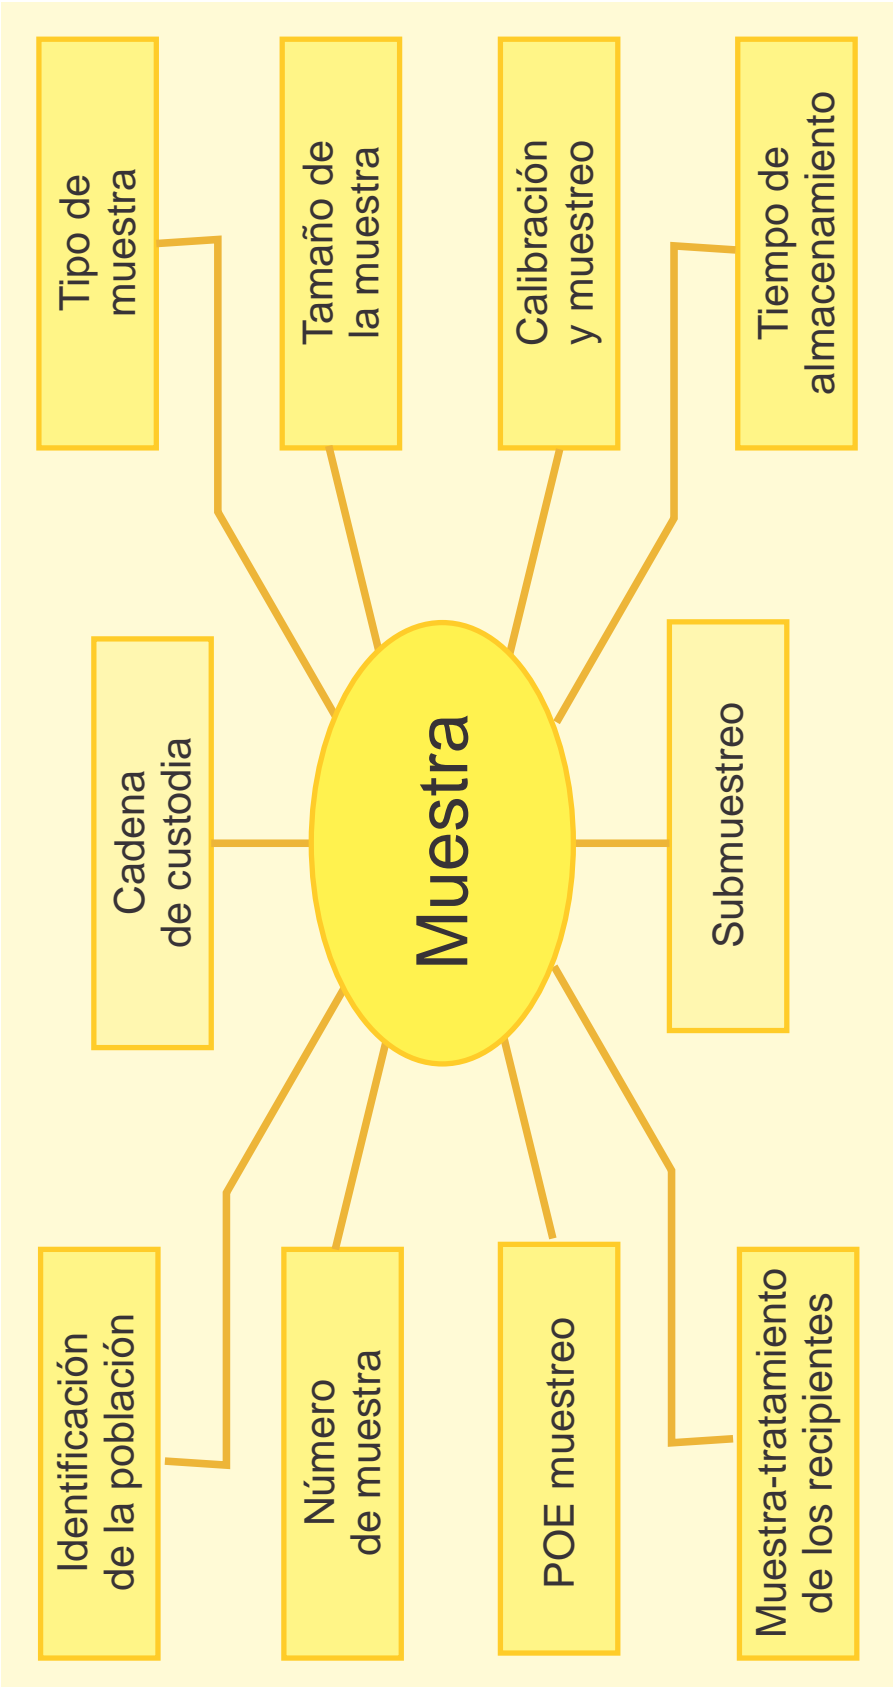 Identificación
de la población
Cadena
de custodia
Tipo de
muestra
Número
de muestra
Tamaño de
la muestra
Muestra
POE muestreo
Calibración
y muestreo
Muestra-tratamiento
de los recipientes
Submuestreo
Tiempo de
almacenamiento